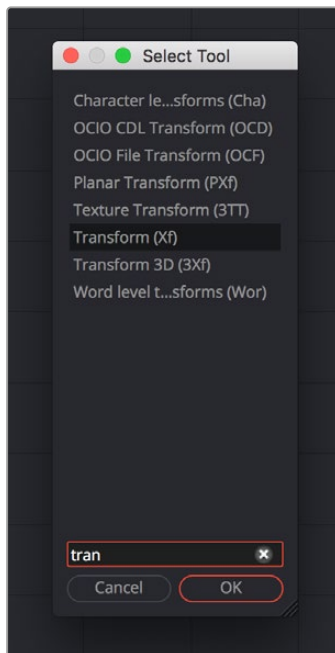 Select Tool
Character le...sforms (Cha)
OCIO CDL Transform (OCD)
OCIO File Transform (OCF)
Planar Transform (PXf)
Texture Transform (3TT)
Transform (Xf)
Transform 3D (3Xf)
Word level t...sforms (Wor)
tran
Cancel OK